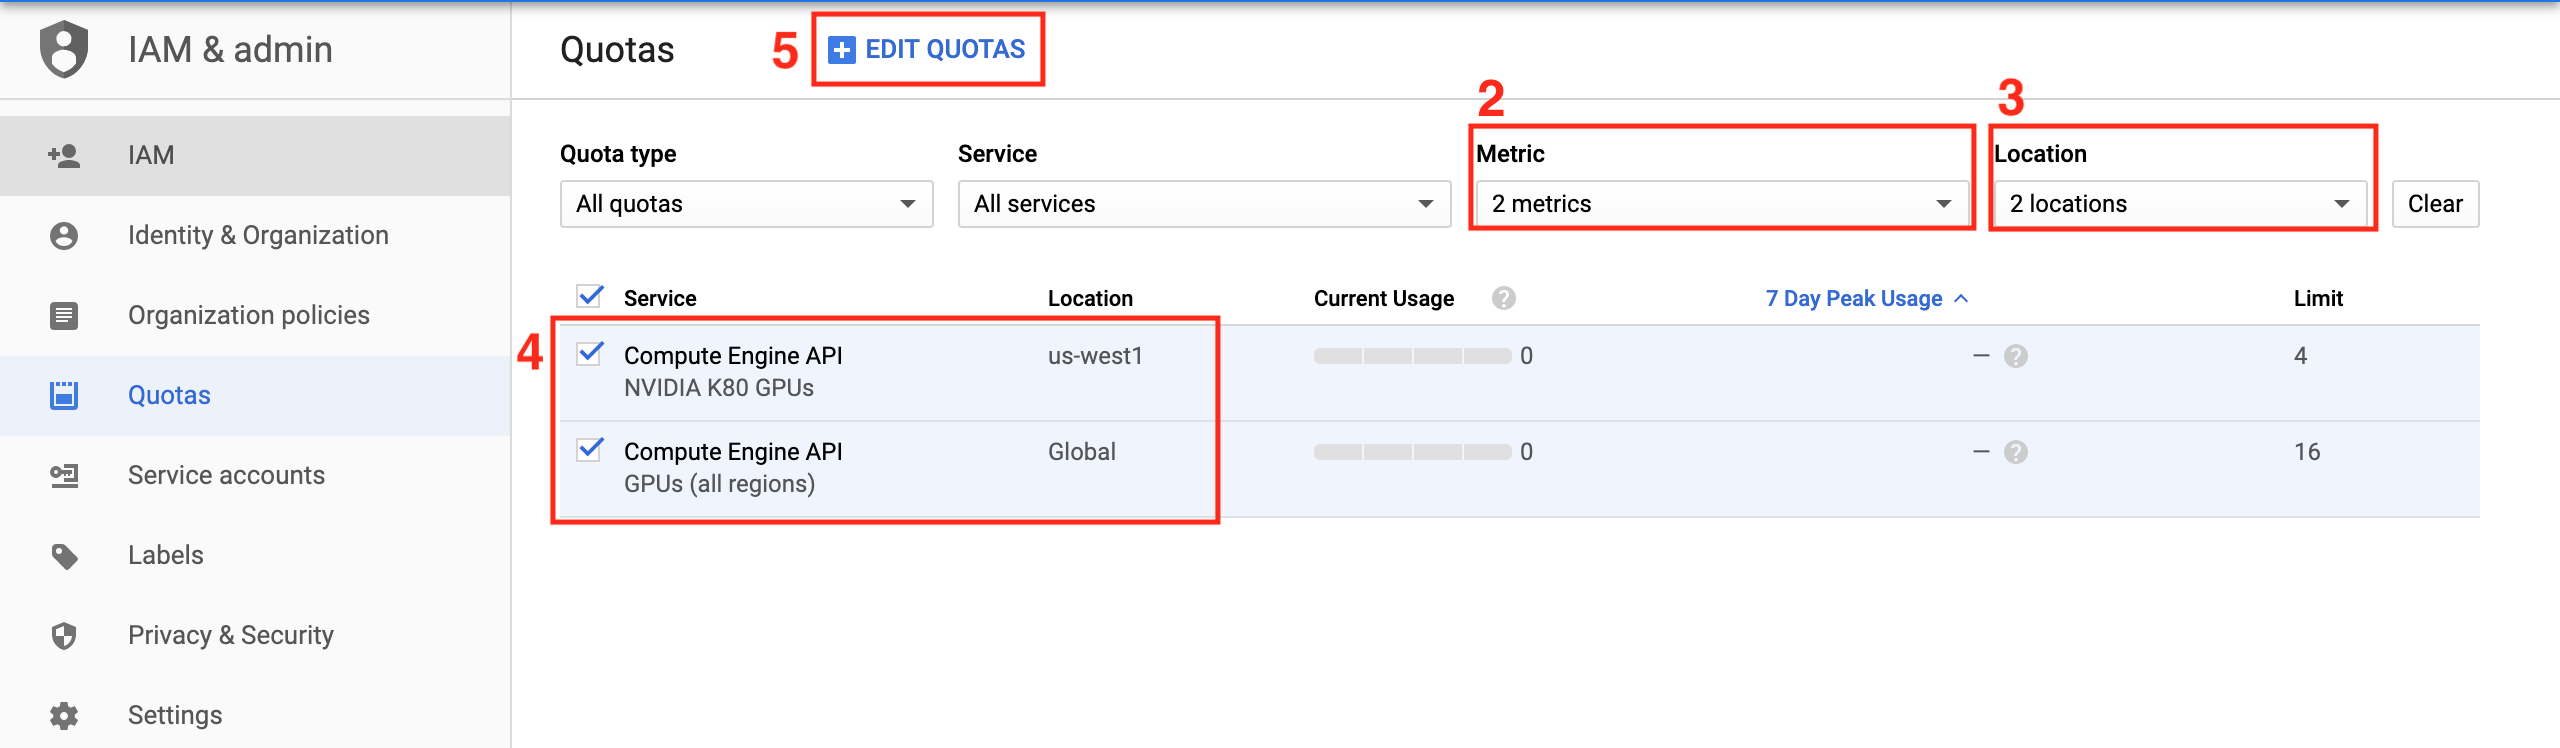 IAM & admin
Quotas
5
EDIT QUOTAS
2
3
IAM
Identity & Organization
Organization policies
Quotas
Service accounts
Labels
Privacy & Security
Settings
Quota type
Service
Metric
Location
All quotas
All services
2 metrics
2 locations
Clear
Service
Location
Current Usage
?
7 Day Peak Usage
Limit
4
Compute Engine API
us-west1
0
– ?
4
NVIDIA K80 GPUs
Compute Engine API
Global
0
– ?
16
GPUs (all regions)